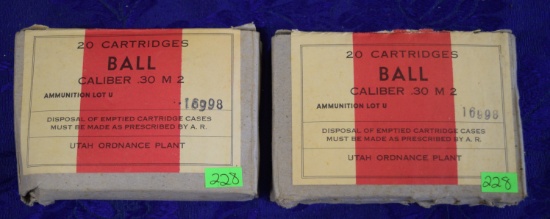 20 CARTRIDGES
BALL
CALIBER .30 M 2
AMMUNITION LOT U
16998
DISPOSAL OF EMPTIED CARTRIDGE CASES
MUST BE MADE AS PRESCRIBED BY A. R.
UTAH ORDNANCE PLANT
228
20 CARTRIDGES
BALL
CALIBER .30 M 2
AMMUNITION LOT U
16998
DISPOSAL OF EMPTIED CARTRIDGE CASES
MUST BE MADE AS PRESCRIBED BY A. R.
UTAH ORDNANCE PLANT
228